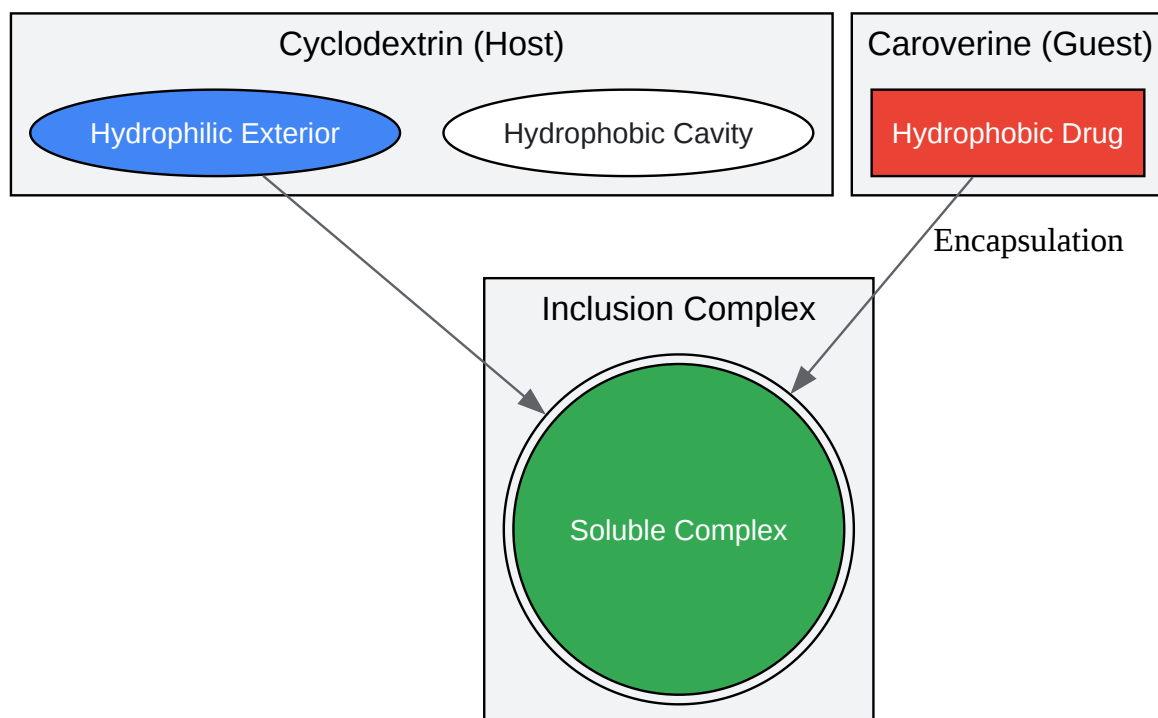 Cyclodextrin (Host)
Caroverine (Guest)
Hydrophilic Exterior
Hydrophobic Cavity
Hydrophobic Drug
Encapsulation
Inclusion Complex
Soluble Complex